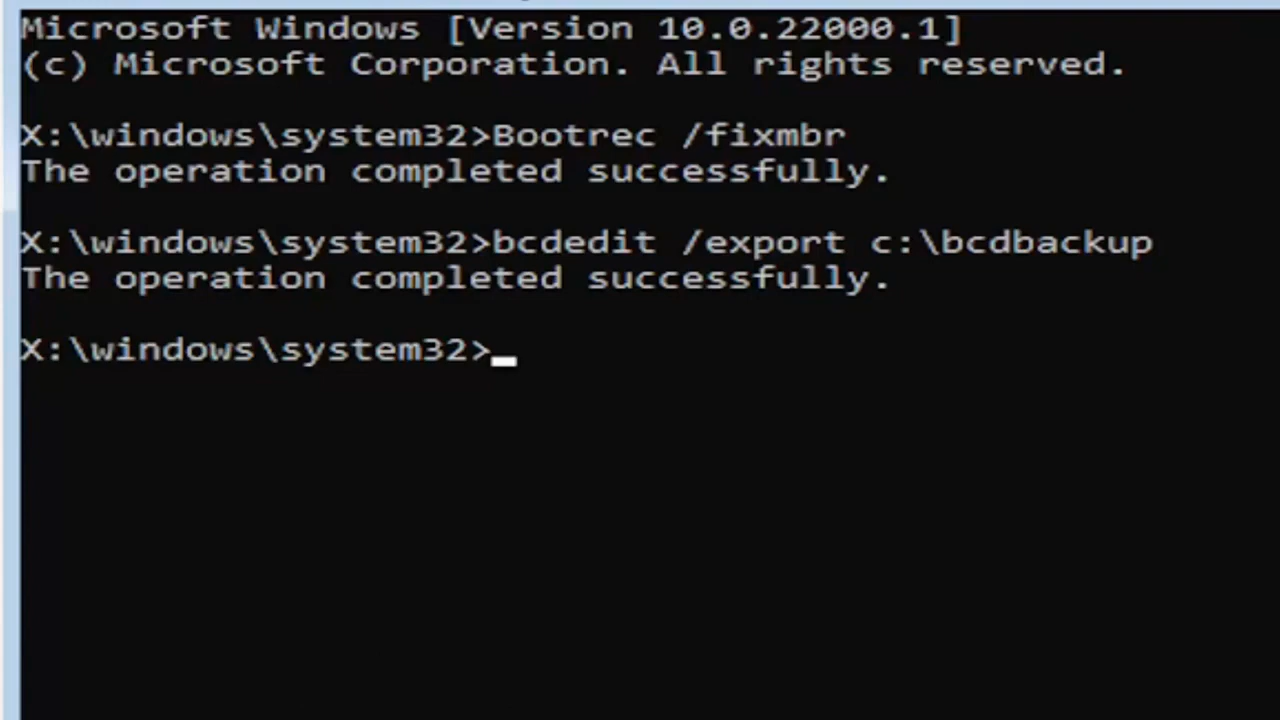 Microsoft Windows [Version 10.0.22000.1]
(c) Microsoft Corporation. All rights reserved.
X:\windows\system32>Bootrec /fixmbr
The operation completed successfully.
X:\windows\system32>bcdedit /export c:\bcdbackup
The operation completed successfully.
X:\windows\system32>